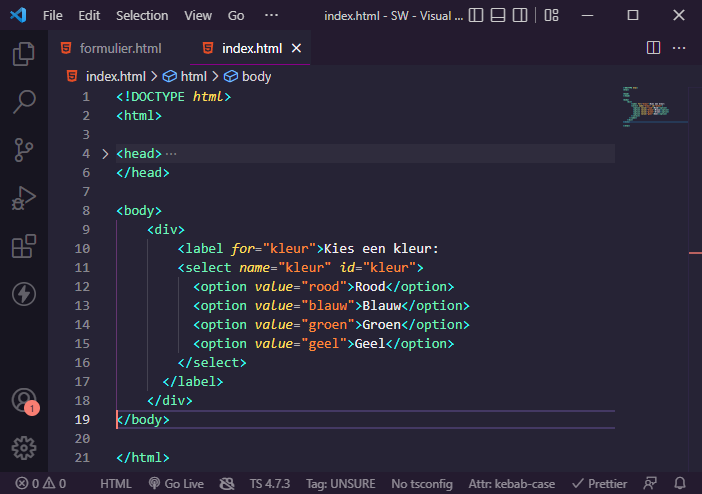 File Edit Selection View Go ··· index.html - SW - Visual ...
formulier.html index.html
index.html > html > body
1 <!DOCTYPE html>
2 <html>
3
4 <head> ···
6 </head>
7
8 <body>
9 <div>
10 <label for="kleur">Kies een kleur:
11 <select name="kleur" id="kleur">
12 <option value="rood">Rood</option>
13 <option value="blauw">Blauw</option>
14 <option value="groen">Groen</option>
15 <option value="geel">Geel</option>
16 </select>
17 </label>
18 </div>
19 </body>
20
21 </html>
1
0 0 HTML Go Live TS 4.7.3 Tag: UNSURE No tsconfig Attr: kebab-case Prettier